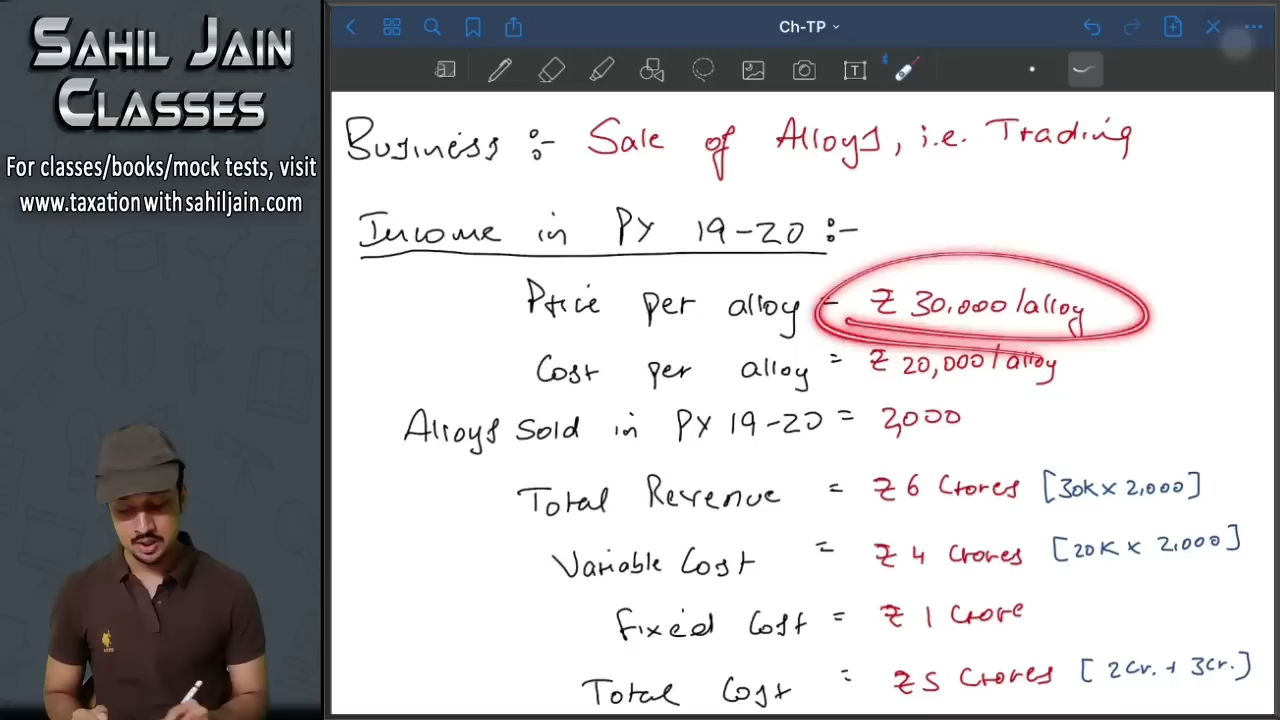 SAHIL JAIN
CLASSES
For classes/books/mock tests, visit
www.taxationwithsahiljain.com
Ch-TP
Business :- Sale of Alloys, i.e. Trading
Income in PY 19-20 :-
Price per alloy - ₹ 30,000/alloy
Cost per alloy = ₹ 20,000/alloy
Alloys sold in PY 19-20 = 2,000
Total Revenue = ₹ 6 Crores [30K x 2,000]
Variable Cost = ₹ 4 Crores [20K x 2,000]
Fixed Cost = ₹ 1 Crore
Total Cost = ₹ 5 Crores [2Cr. + 3Cr.]